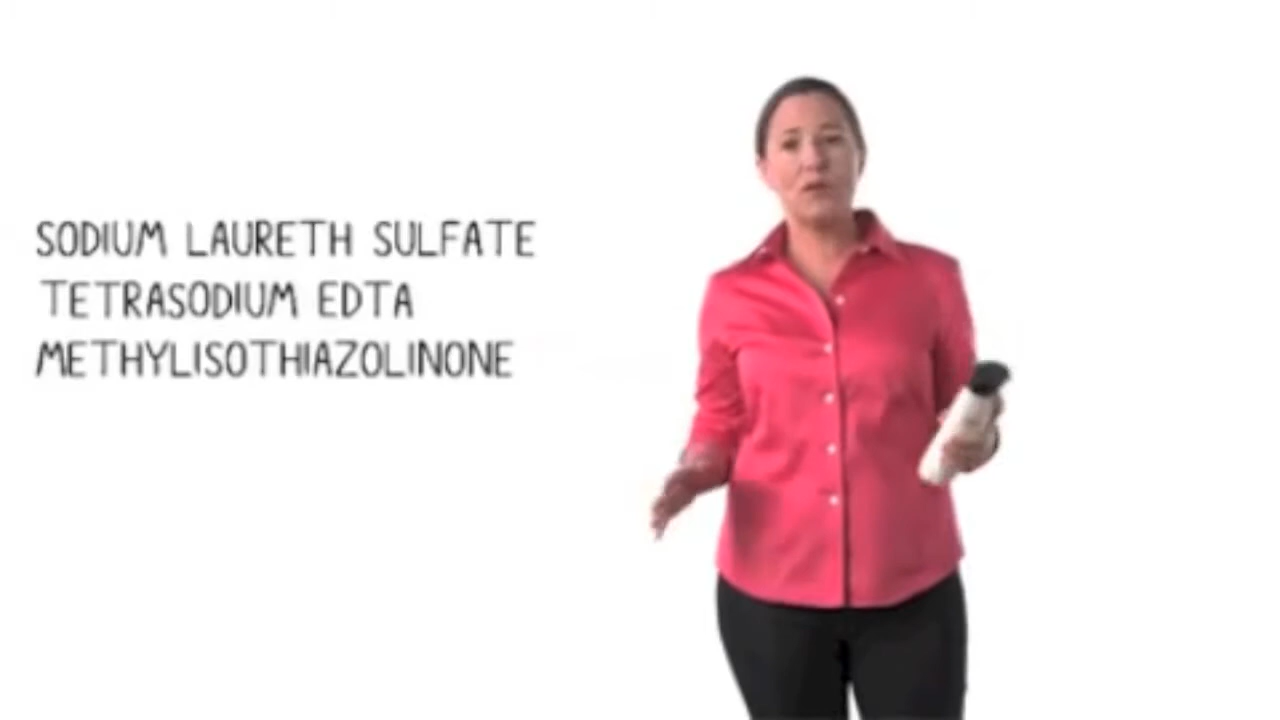 SODIUM LAURETH SULFATE
TETRASODIUM EDTA
METHYLISOTHIAZOLINONE